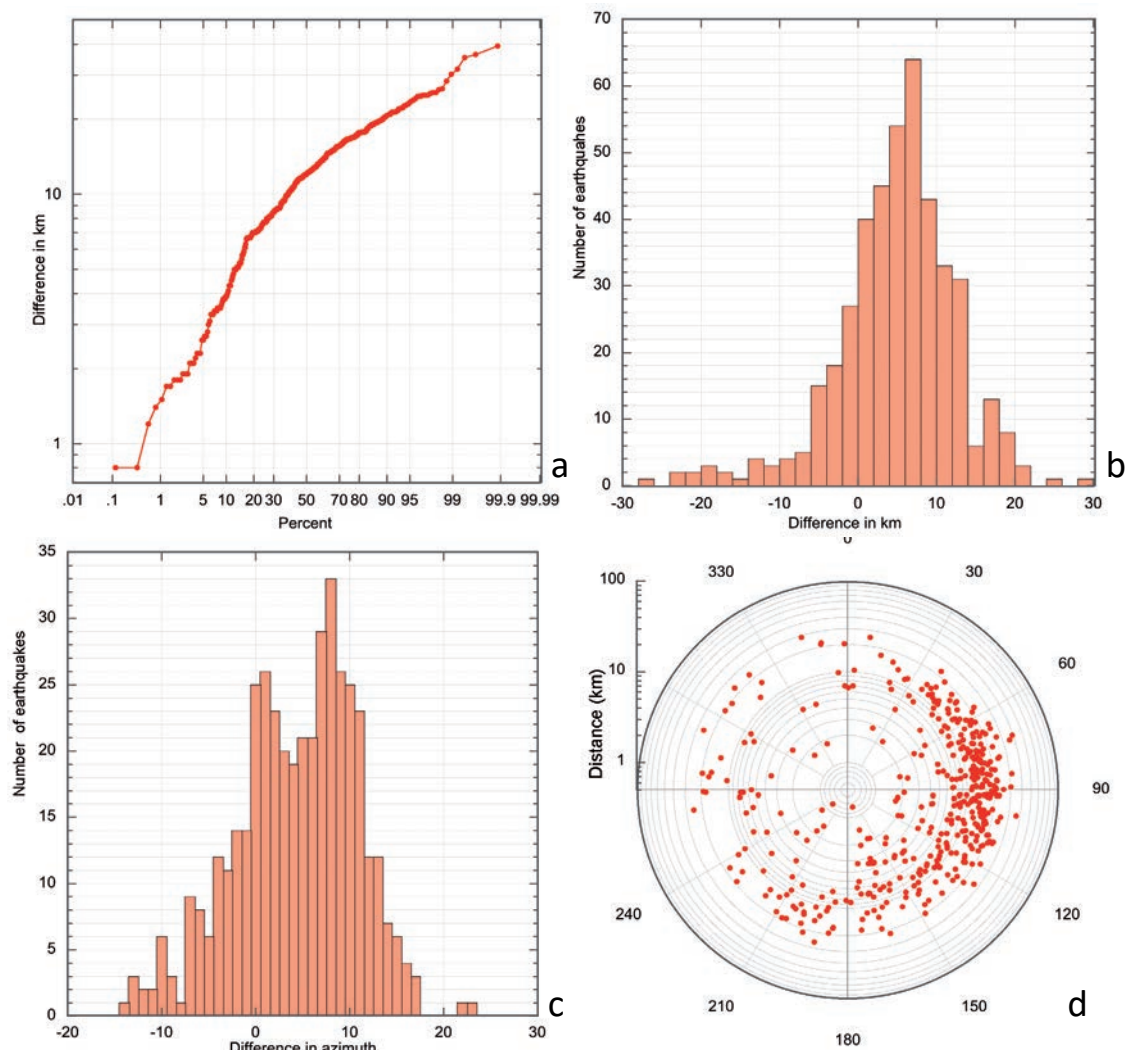 Difference in km
10
1
.01 .1 1 5 10 20 30 50 70 80 90 95 99 99.9 99.99
Percent
a
Number of earthquahes
70
60
50
40
30
20
10
0
-30 -20 -10 0 10 20 30
Difference in km
b
Number of earthquakes
35
30
25
20
15
10
5
0
-20 -10 0 10 20 30
Difference in azimuth
c
Distance (km)
100
10
1
330 30
60
90
240 120
210 150
180
d